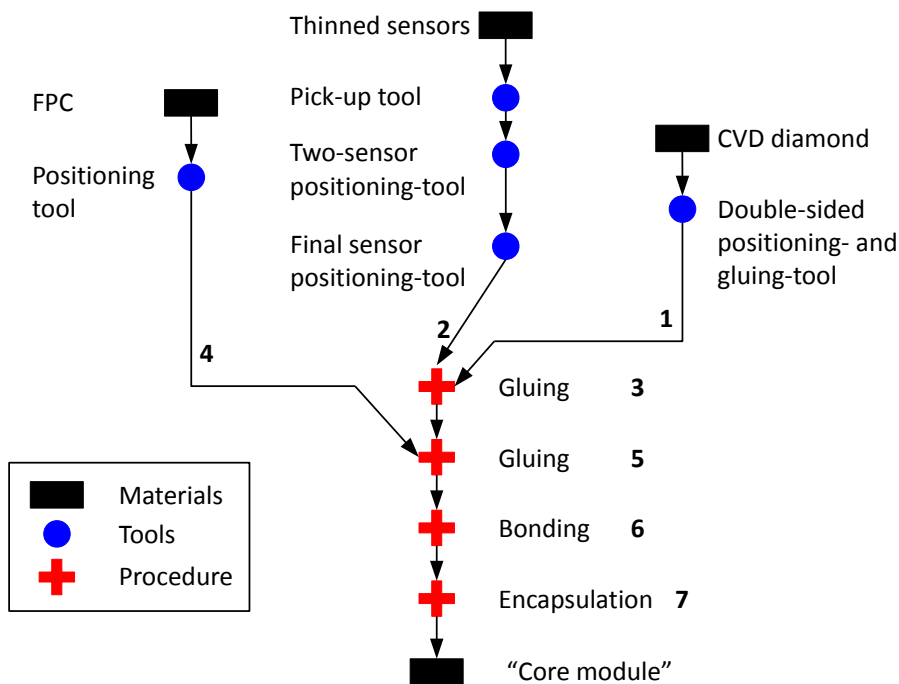 Thinned sensors
FPC
Pick-up tool
CVD diamond
Positioning
tool
Two-sensor
positioning-tool
Double-sided
positioning- and
gluing-tool
Final sensor
positioning-tool
1
2
4
Gluing 3
Gluing 5
Materials
Tools
Procedure
Bonding 6
Encapsulation 7
“Core module”